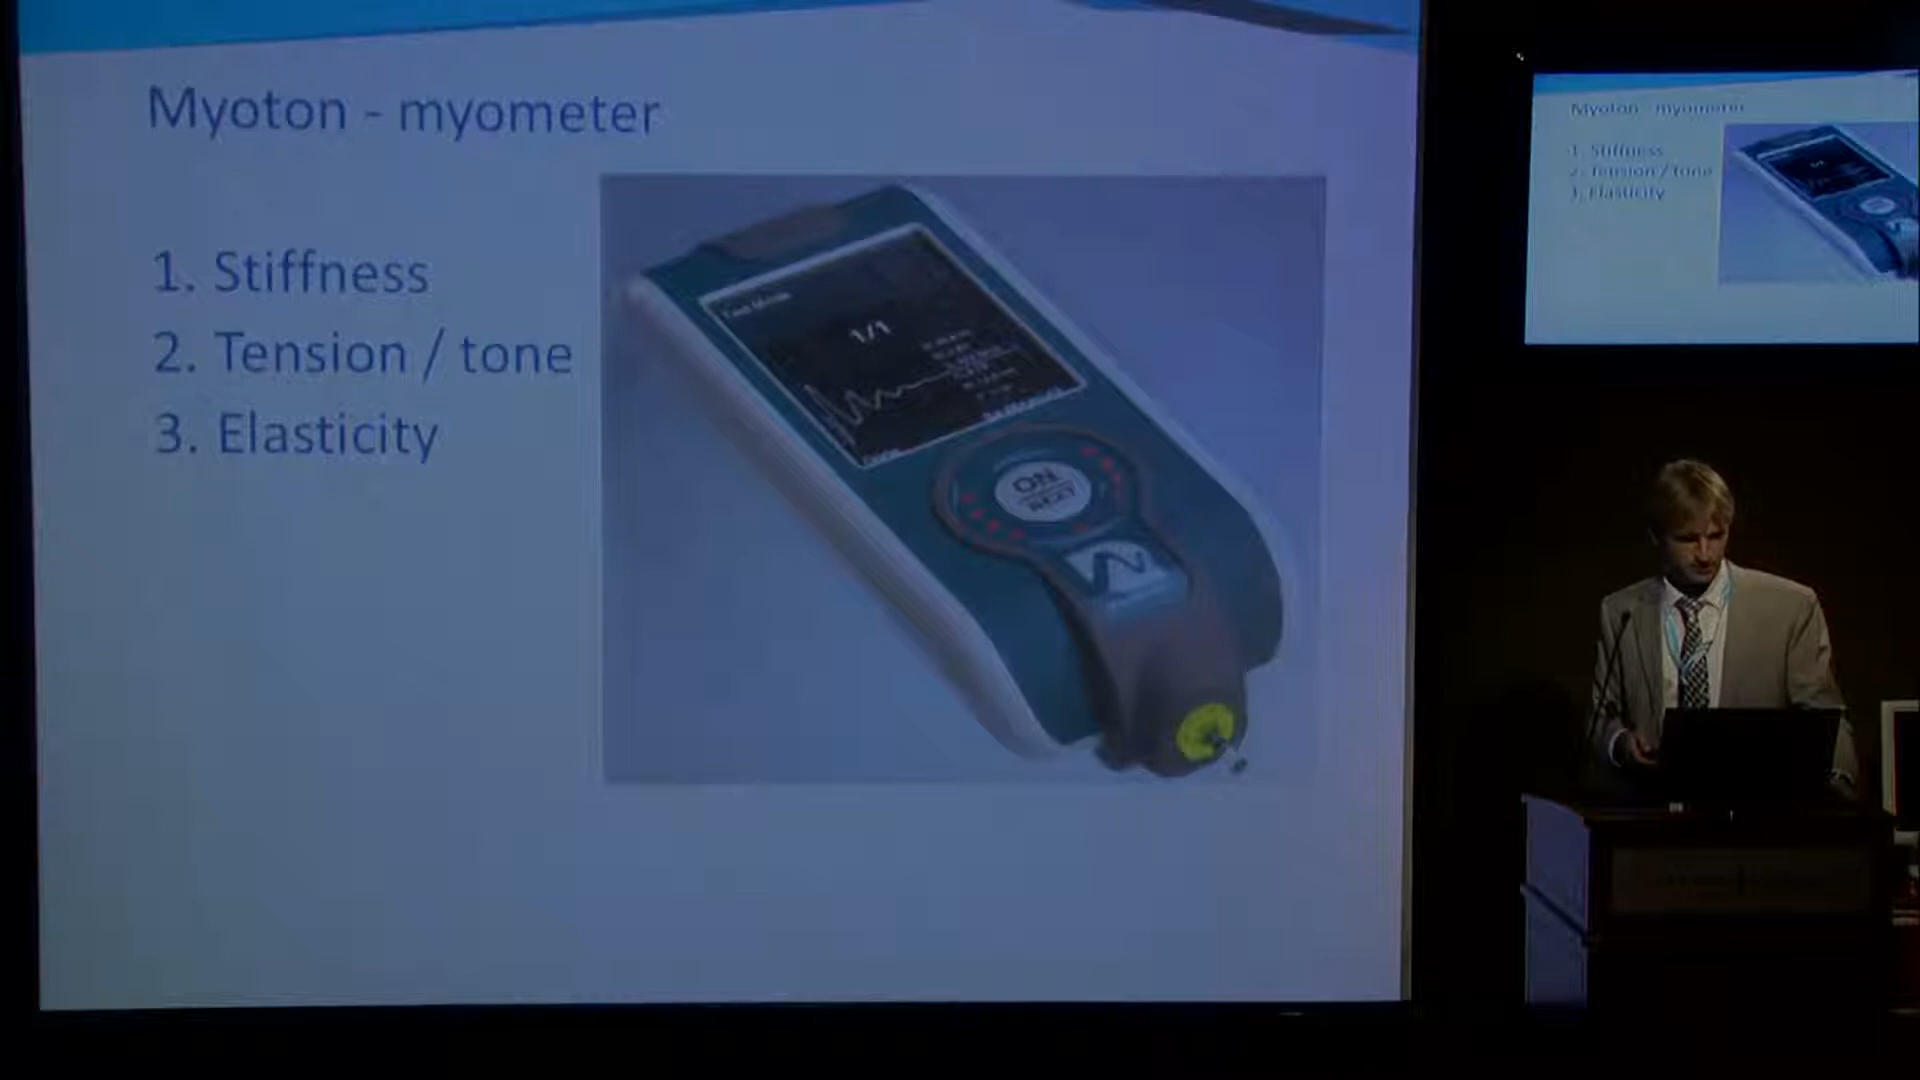 Myoton - myometer
1. Stiffness
2. Tension / tone
3. Elasticity
1/1
ON
NEXT
Myoton - myometer
1. Stiffness
2. Tension / tone
3. Elasticity